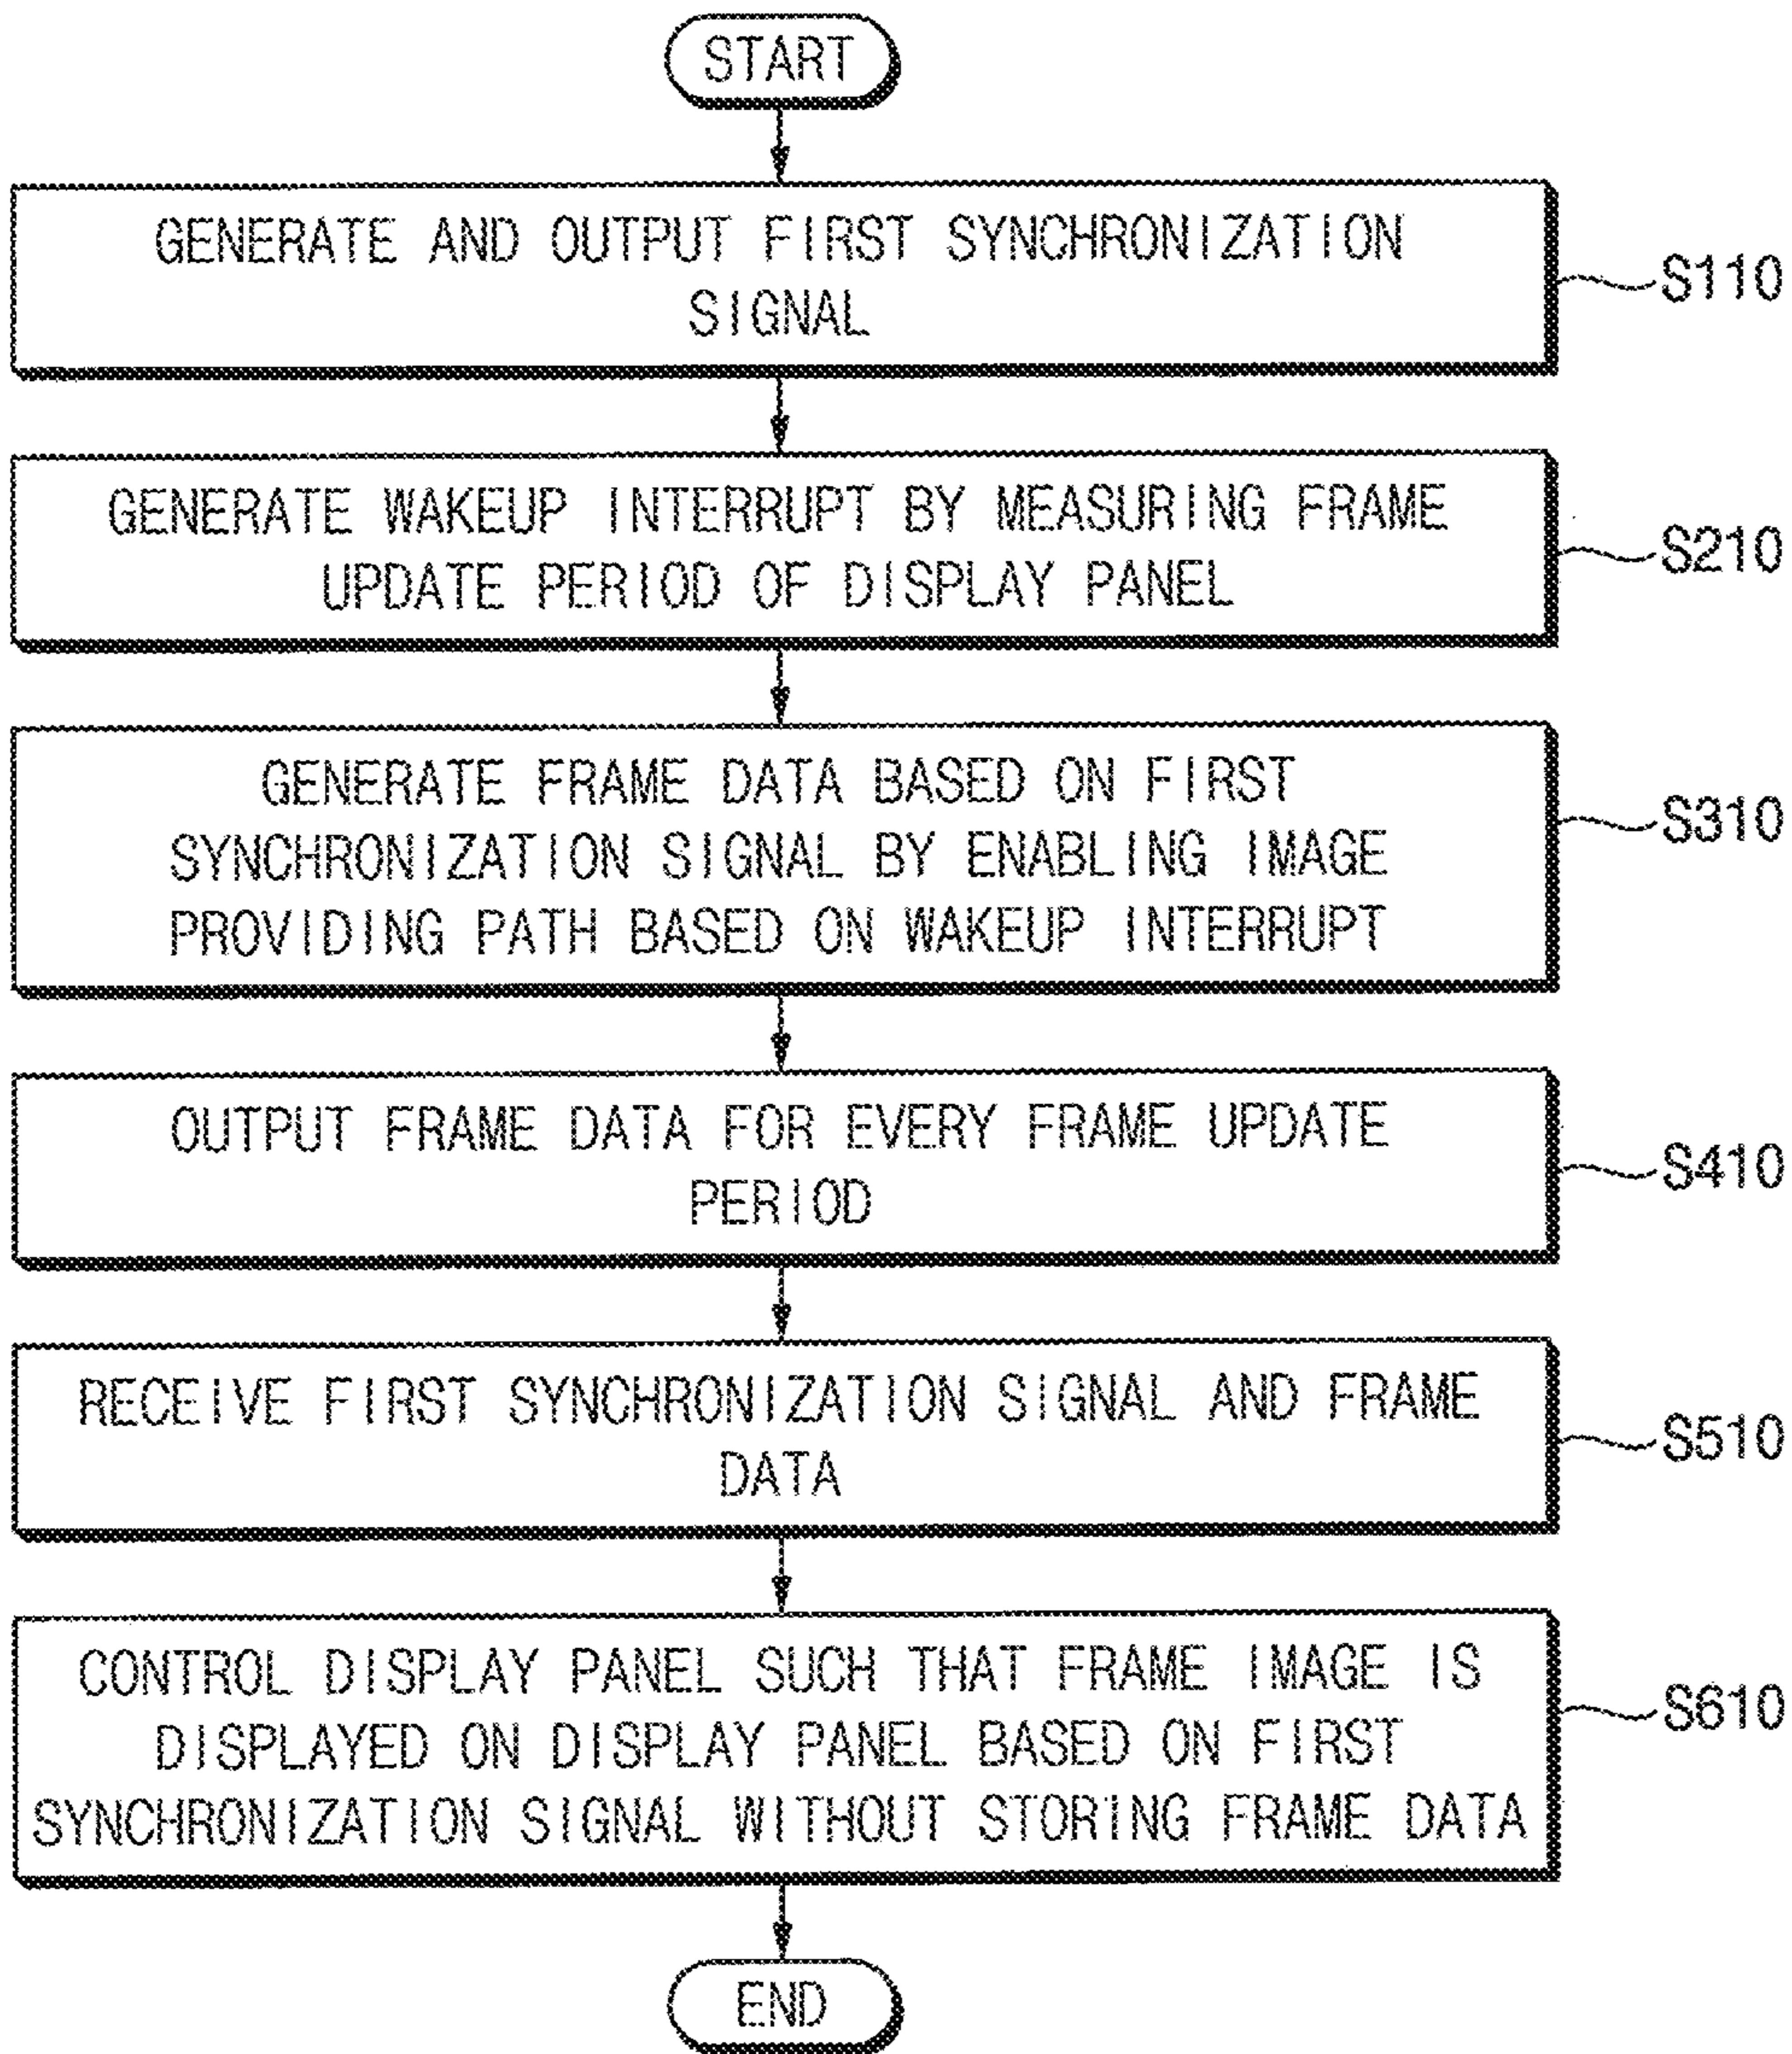 START
GENERATE AND OUTPUT FIRST SYNCHRONIZATION
SIGNAL
S110
GENERATE WAKEUP INTERRUPT BY MEASURING FRAME
UPDATE PERIOD OF DISPLAY PANEL
S210
GENERATE FRAME DATA BASED ON FIRST
SYNCHRONIZATION SIGNAL BY ENABLING IMAGE
PROVIDING PATH BASED ON WAKEUP INTERRUPT
S310
OUTPUT FRAME DATA FOR EVERY FRAME UPDATE
PERIOD
S410
RECEIVE FIRST SYNCHRONIZATION SIGNAL AND FRAME
DATA
S510
CONTROL DISPLAY PANEL SUCH THAT FRAME IMAGE IS
DISPLAYED ON DISPLAY PANEL BASED ON FIRST
SYNCHRONIZATION SIGNAL WITHOUT STORING FRAME DATA
S610
END